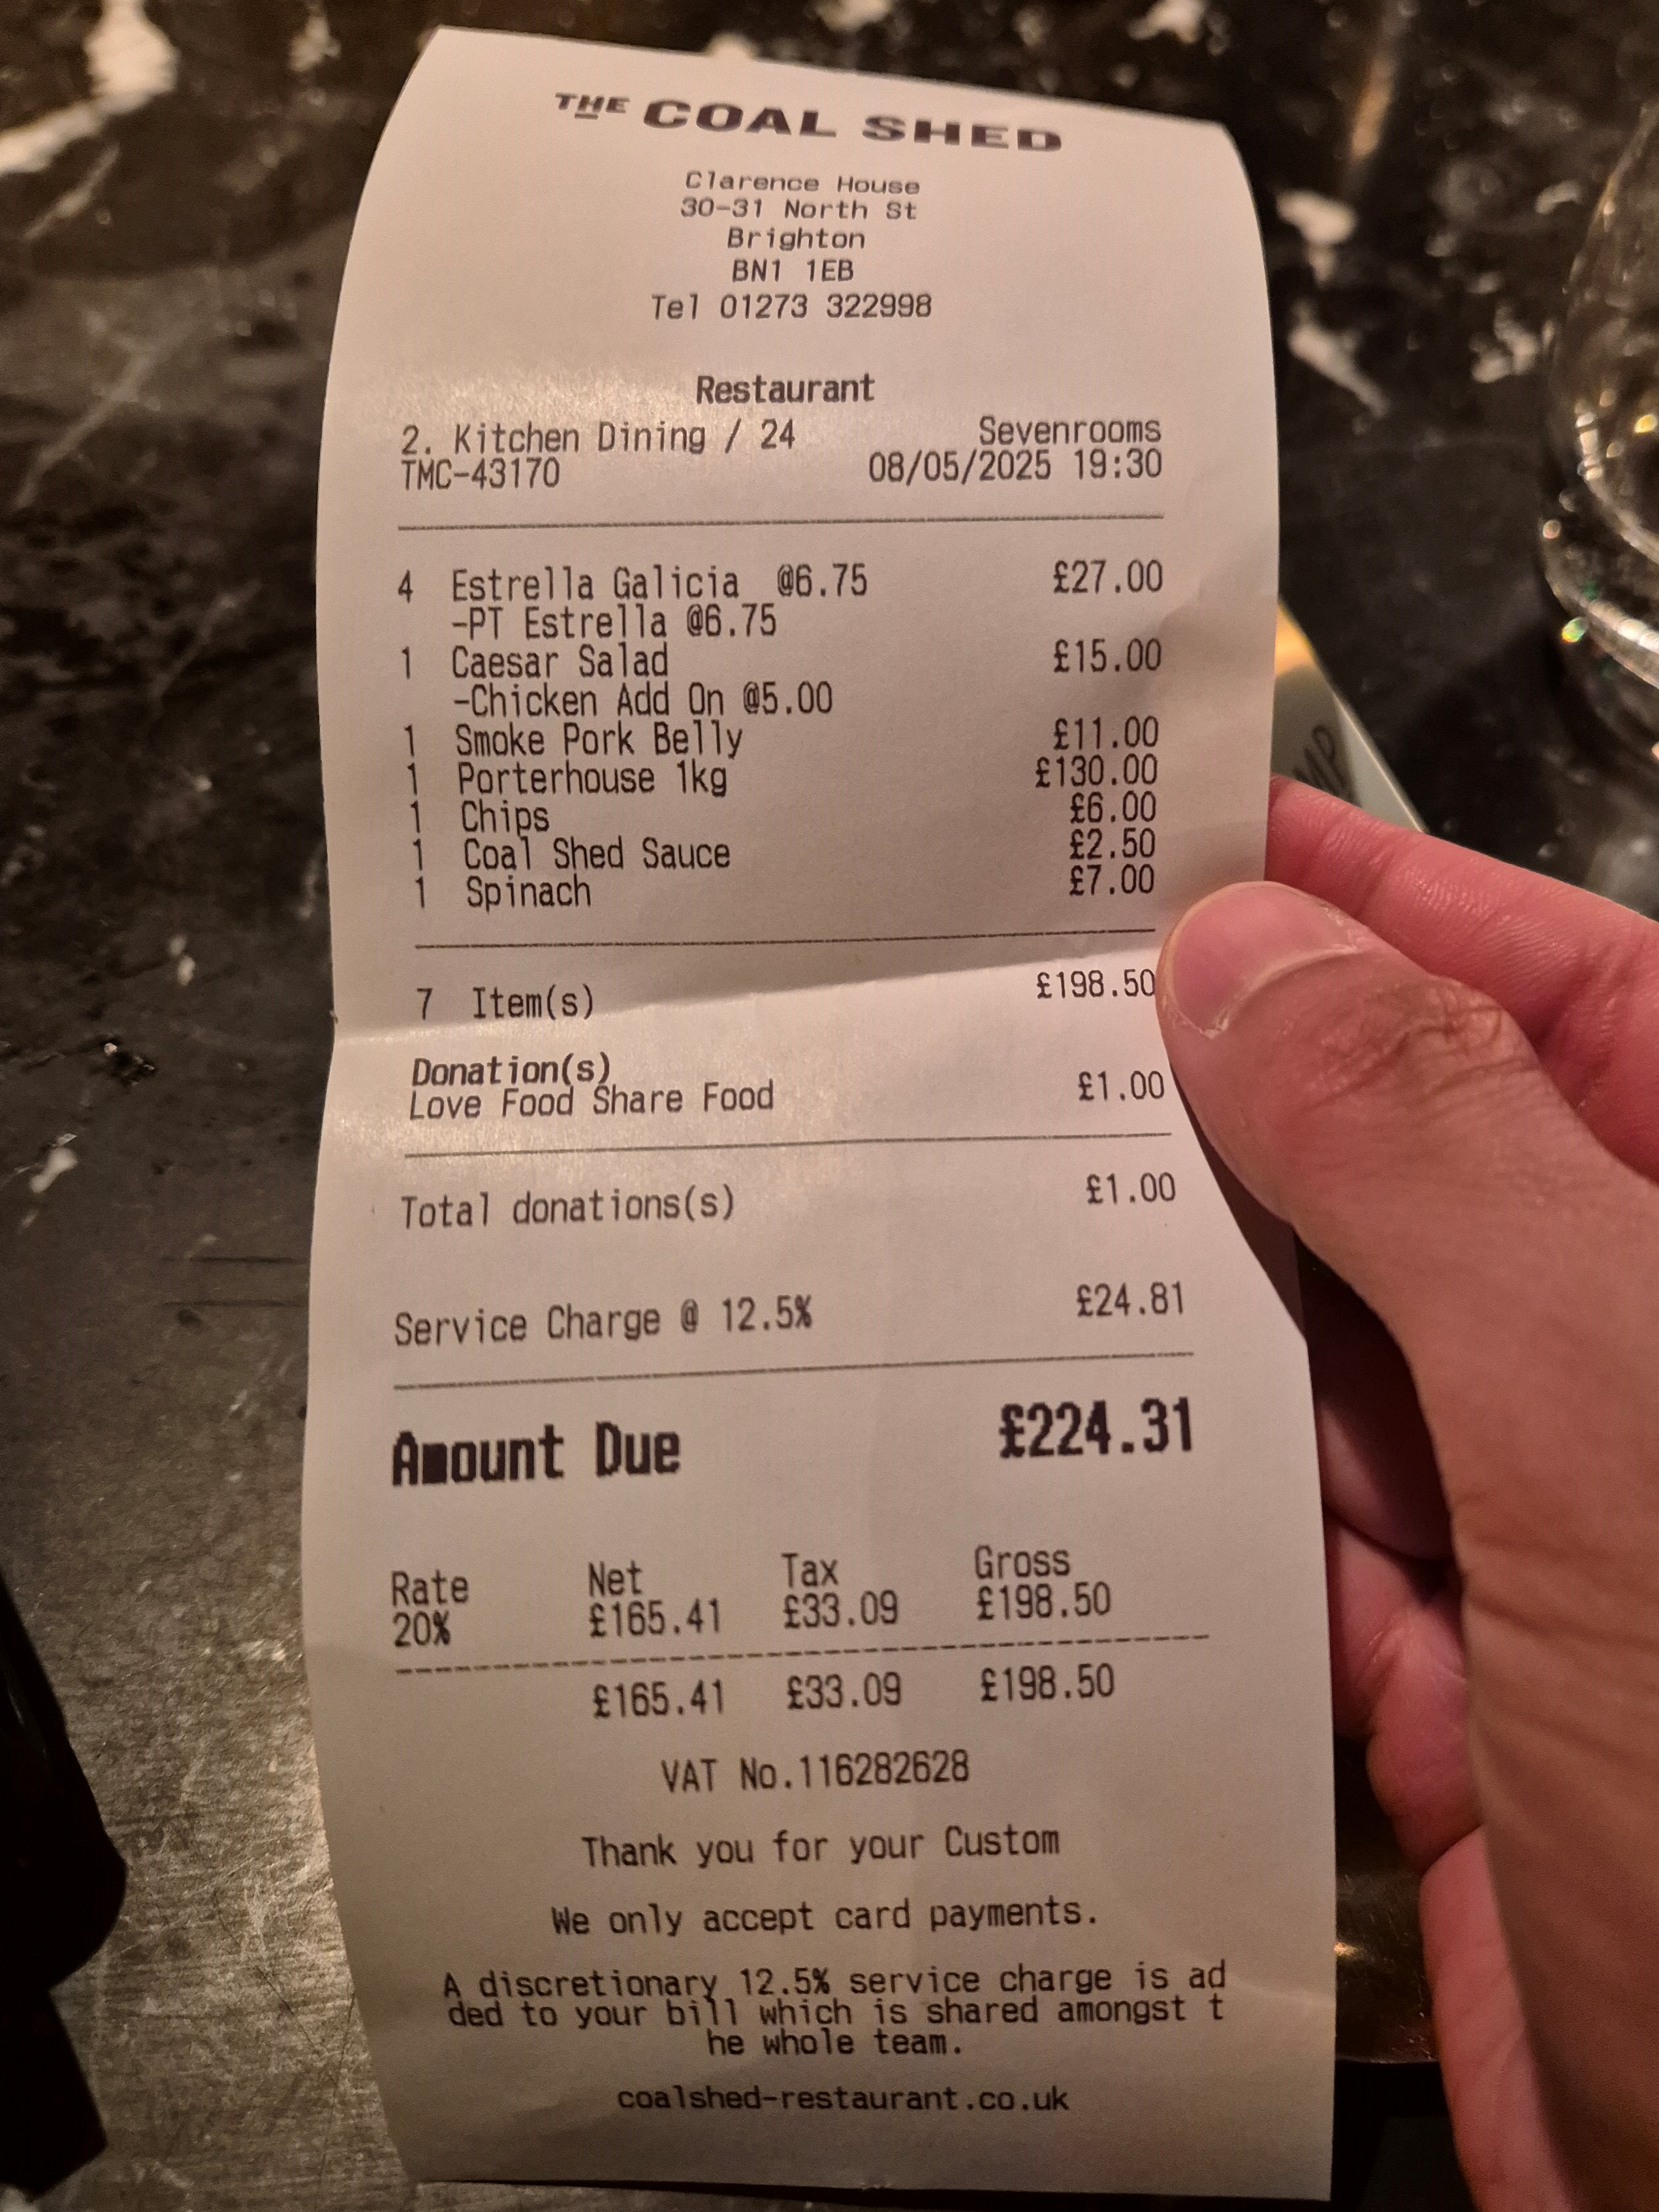 THE COAL SHED
Clarence House
30-31 North St
Brighton
BN1 1EB
Tel 01273 322998
Restaurant
2. Kitchen Dining / 24 Sevenrooms
TMC-43170 08/05/2025 19:30
4 Estrella Galicia @6.75 £27.00
-PT Estrella @6.75
1 Caesar Salad £15.00
-Chicken Add On @5.00
1 Smoke Pork Belly £11.00
1 Porterhouse 1kg £130.00
1 Chips £6.00
1 Coal Shed Sauce £2.50
1 Spinach £7.00
7 Item(s) £198.50
Donation(s)
Love Food Share Food £1.00
Total donations(s) £1.00
Service Charge @ 12.5% £24.81
Amount Due £224.31
Rate Net Tax Gross
20% £165.41 £33.09 £198.50
£165.41 £33.09 £198.50
VAT No.116282628
Thank you for your Custom
We only accept card payments.
A discretionary 12.5% service charge is ad
ded to your bill which is shared amongst t
he whole team.
coalshed-restaurant.co.uk